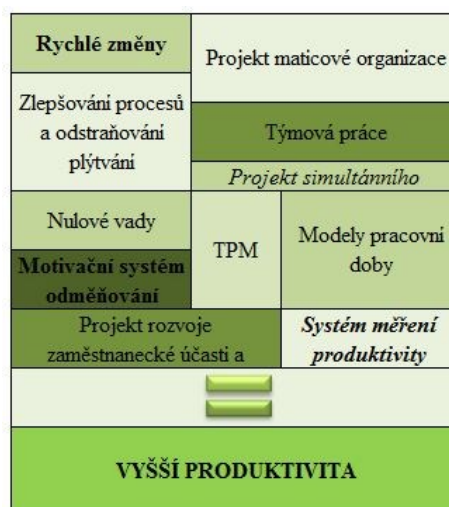 Rychlé změny
Projekt maticové organizace
Zlepšování procesů
a odstraňování
plýtvání
Týmová práce
Projekt simultánního
Nulové vady
TPM
Modely pracovní
doby
Motivační systém
odměňování
Projekt rozvoje
zaměstnanecké účasti a
Systém měření
produktivity
VYŠŠÍ PRODUKTIVITA